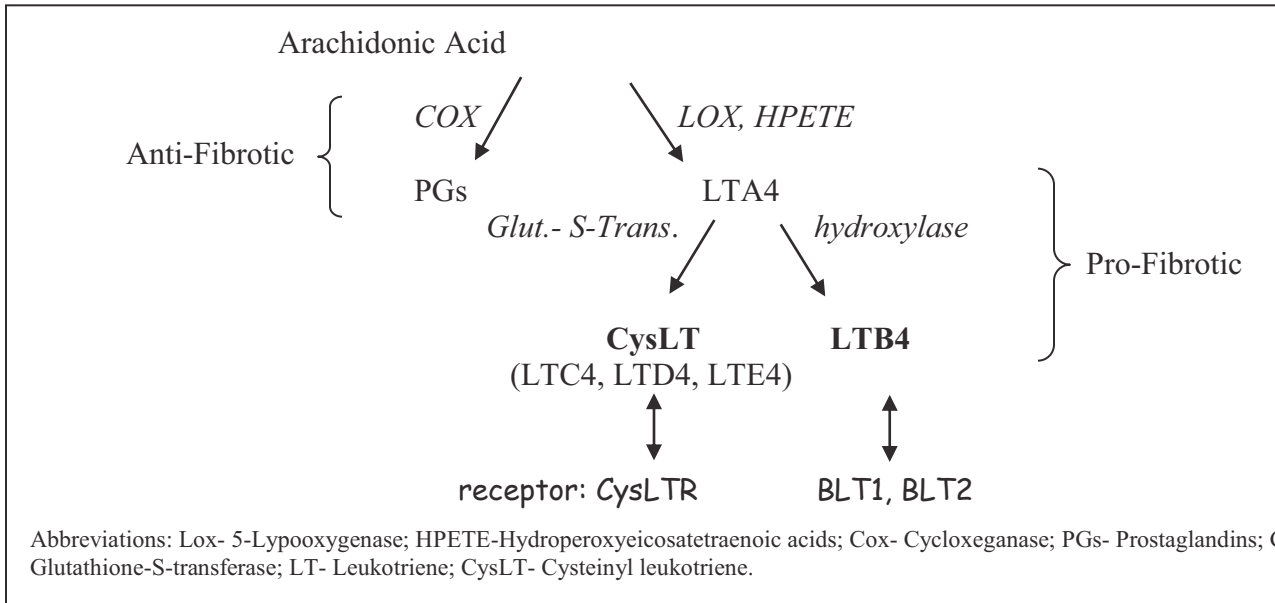 Arachidonic Acid
COX
LOX, HPETE
Anti-Fibrotic
PGs
LTA4
Glut.- S-Trans.
hydroxylase
Pro-Fibrotic
CysLT
LTB4
(LTC4, LTD4, LTE4)
receptor: CysLTR
BLT1, BLT2
Abbreviations: Lox- 5-Lypooxygenase; HPETE-Hydroperoxyeicosatetraenoic acids; Cox- Cycloxeganase; PGs- Prostaglandins;
Glutathione-S-transferase; LT- Leukotriene; CysLT- Cysteinyl leukotriene.